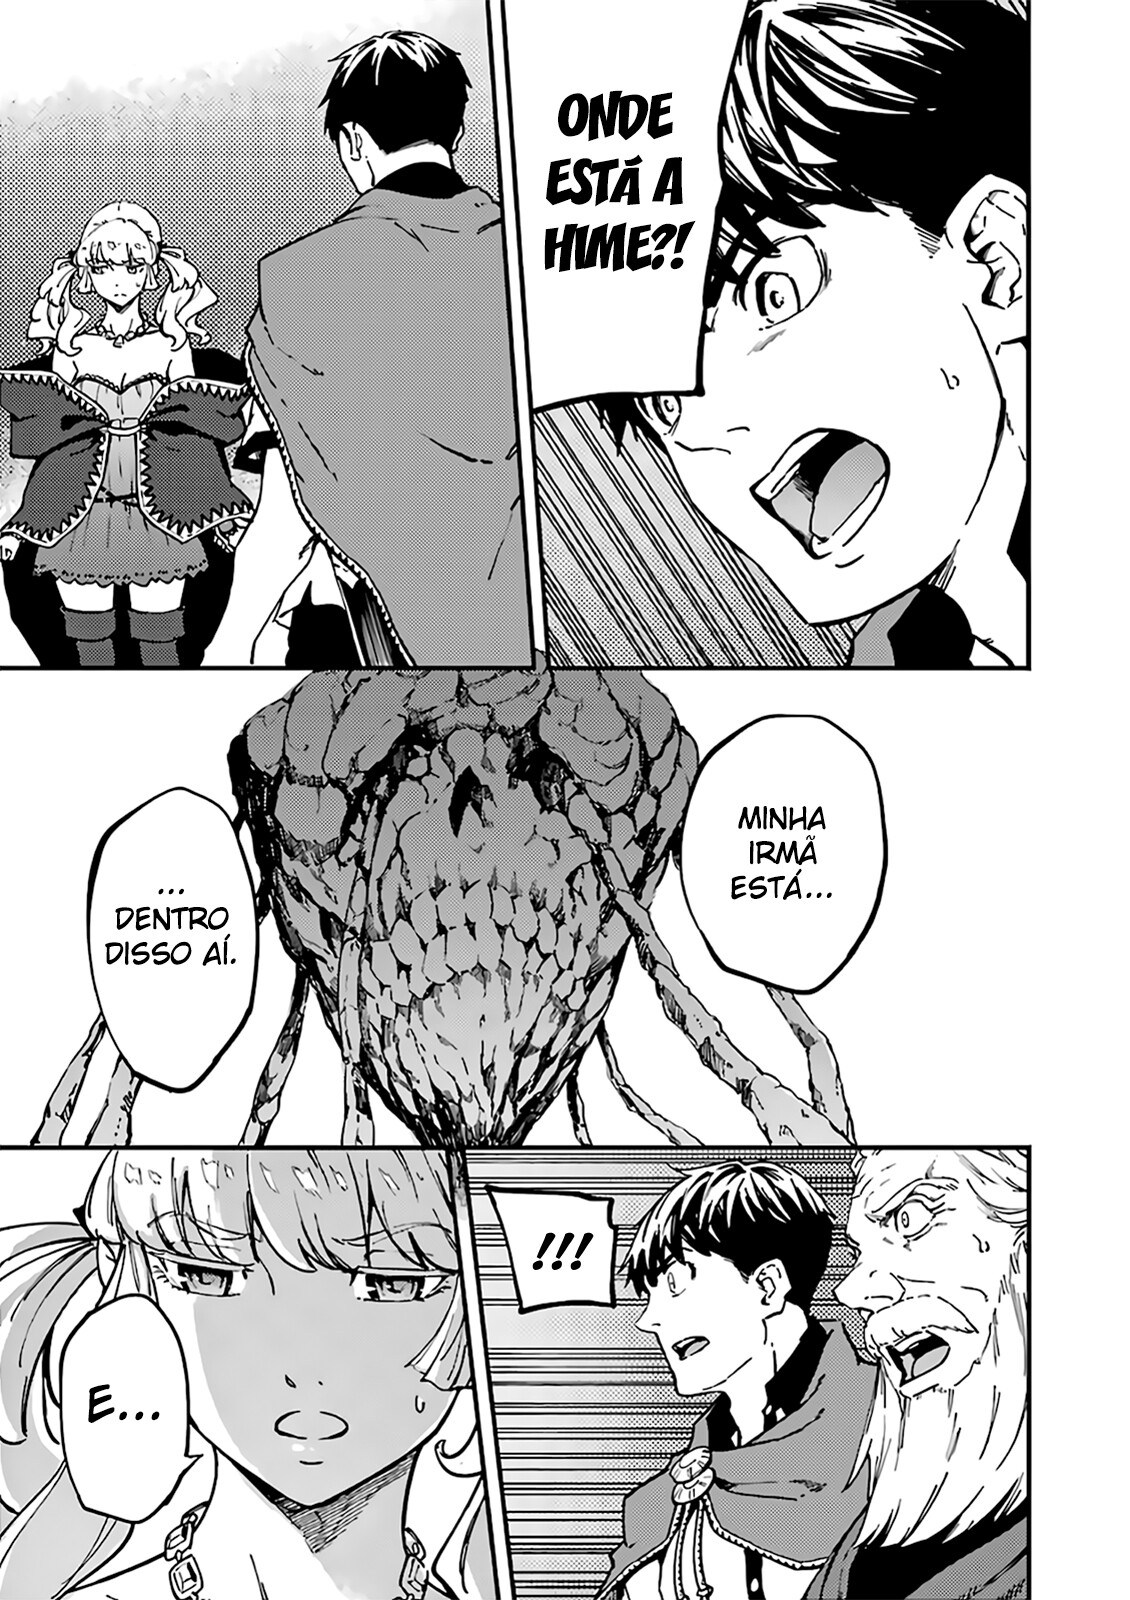 ONDE
ESTÁ A
HIME?!
MINHA
IRMÃ
ESTÁ...
...
DENTRO
DISSO AÍ.
!!!
E...